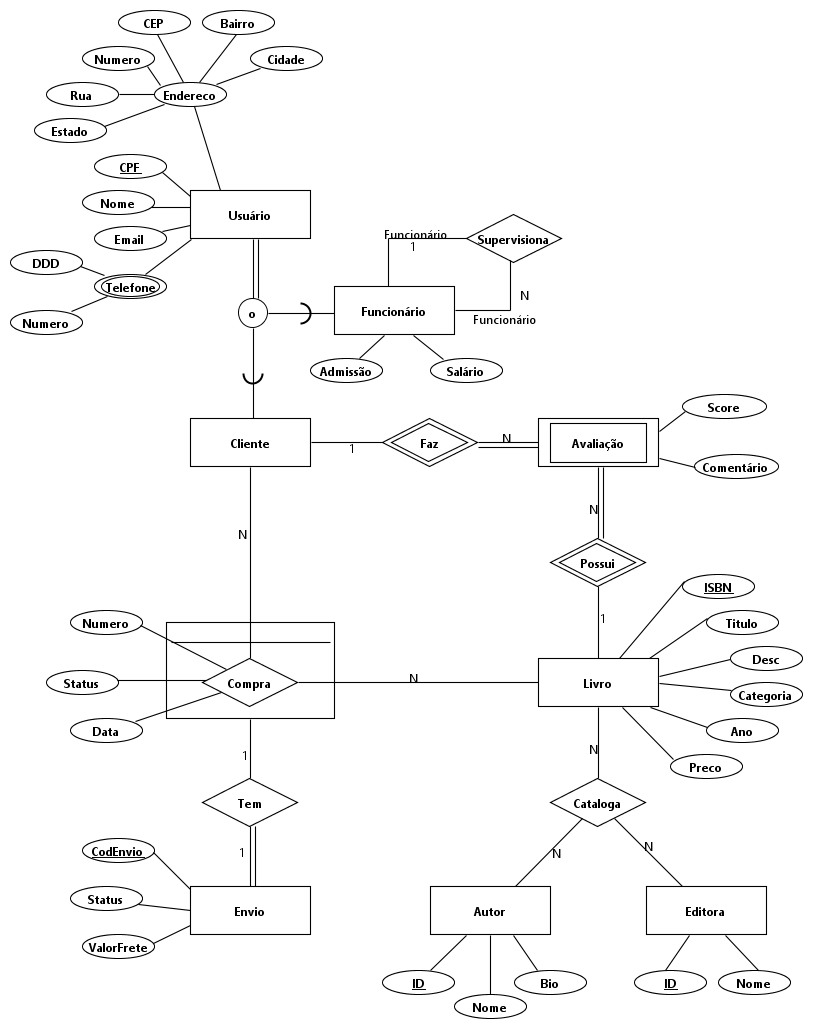 CEP
Bairro
Numero
Cidade
Rua
Endereco
Estado
CPF
Nome
Usuário
Email
DDD
Telefone
Numero
Funcionário
1
Supervisiona
N
Funcionário
o
Funcionário
Admissão
Salário
Cliente
1
Faz
N
Avaliação
Score
Comentário
N
N
Possui
1
ISBN
Titulo
Desc
Categoria
Ano
Preco
Livro
Numero
Status
Data
Compra
N
1
Tem
1
CodEnvio
Status
ValorFrete
Envio
N
Cataloga
N
N
Autor
Editora
ID
Nome
Bio
ID
Nome